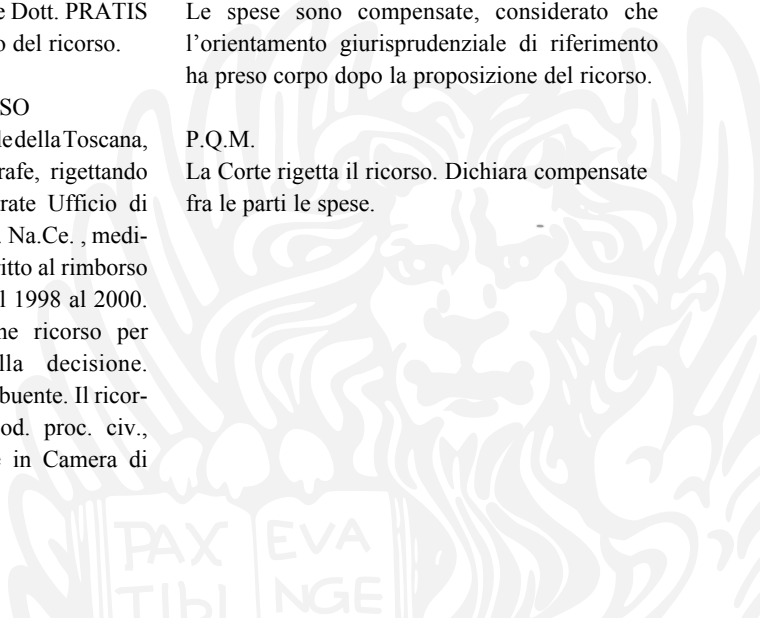 e Dott. PRATIS
o del ricorso.
SO
le della Toscana,
rafe, rigettando
rate Ufficio di
. Na.Ce. , medi-
itto al rimborso
l 1998 al 2000.
ne ricorso per
lla decisione.
buente. Il ricor-
od. proc. civ.,
e in Camera di
Le spese sono compensate, considerato che
l’orientamento giurisprudenziale di riferimento
ha preso corpo dopo la proposizione del ricorso.
P.Q.M.
La Corte rigetta il ricorso. Dichiara compensate
fra le parti le spese.
PAX EVA
TIbI NGE